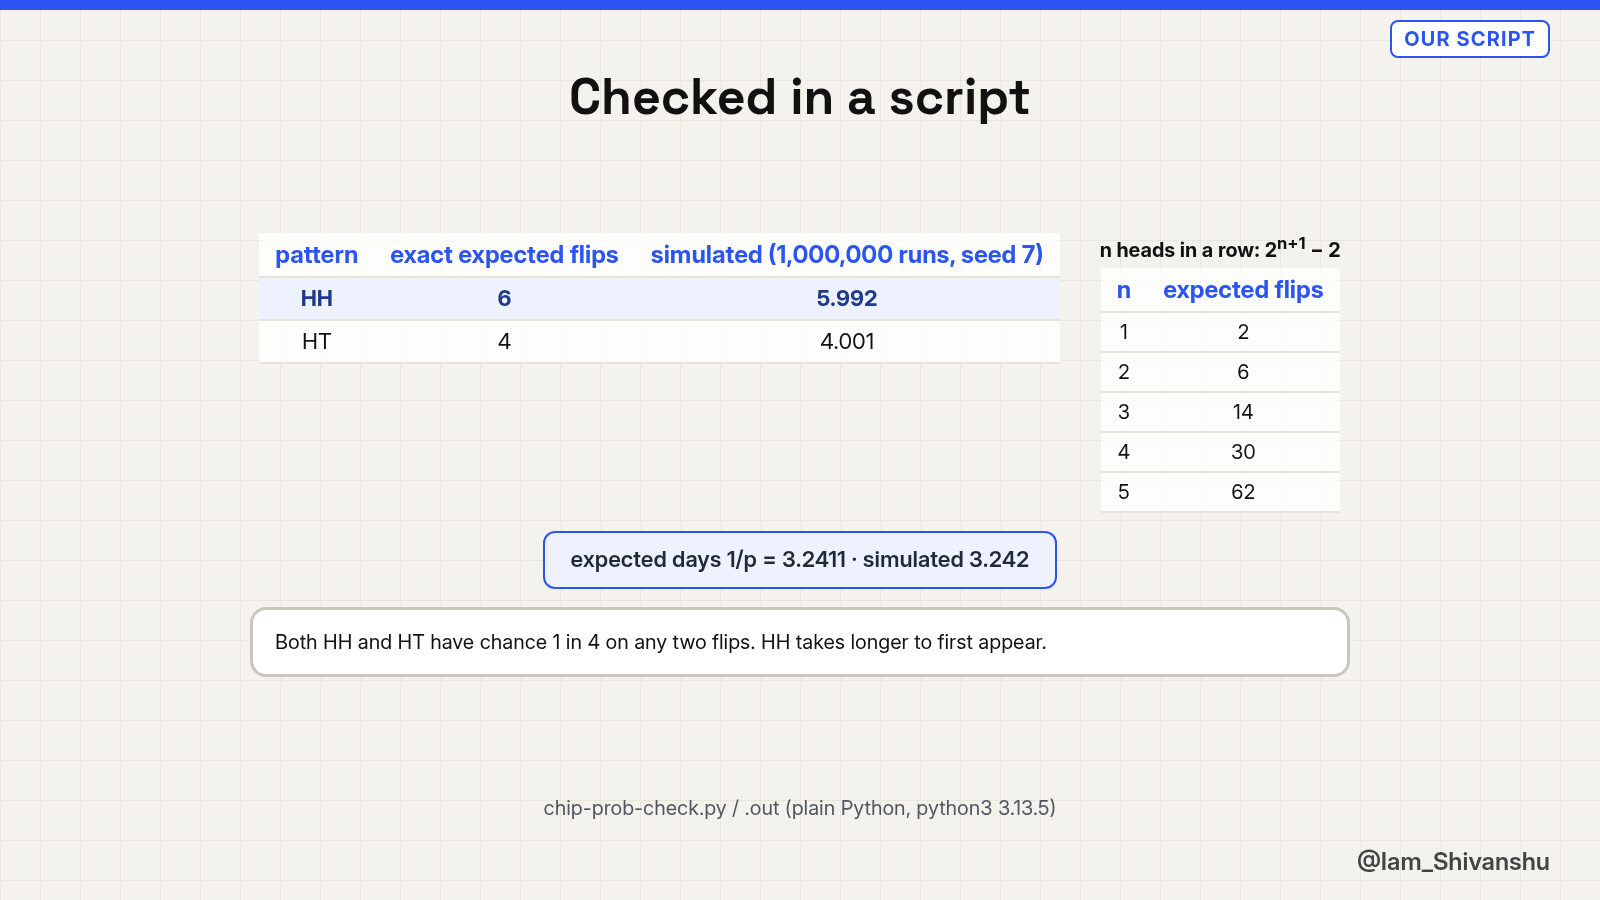 OUR SCRIPT
Checked in a script
pattern exact expected flips simulated (1,000,000 runs, seed 7)
HH 6 5.992
HT 4 4.001
n heads in a row: 2ⁿ⁺¹ – 2
n expected flips
1 2
2 6
3 14
4 30
5 62
expected days 1/p = 3.2411 · simulated 3.242
Both HH and HT have chance 1 in 4 on any two flips. HH takes longer to first appear.
chip-prob-check.py / .out (plain Python, python3 3.13.5)
@Iam_Shivanshu